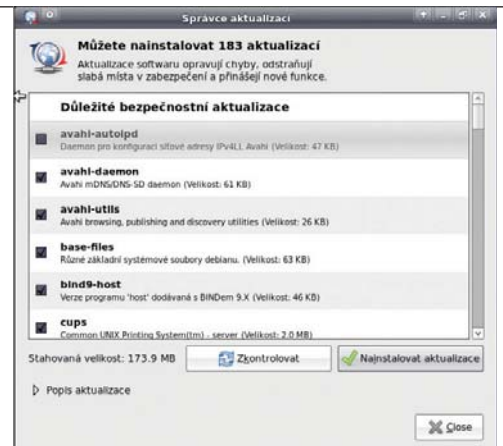 Správce aktualizací
Můžete nainstalovat 183 aktualizací
Aktualizace softwaru opravují chyby, odstraňují
slabá místa v zabezpečení a přinášejí nové funkce.
Důležité bezpečnostní aktualizace
avahi-autoipd
Daemon pro konfiguraci síťové adresy IPv4LL Avahi (Velikost: 47 KB)
avahi-daemon
Avahi mDNS/DNS-SD daemon (Velikost: 61 KB)
avahi-utils
Avahi browsing, publishing and discovery utilities (Velikost: 26 KB)
base-files
Různé základní systémové soubory debianu. (Velikost: 63 KB)
bind9-host
Verze programu 'host' dodávaná s BINDem 9.X (Velikost: 46 KB)
cups
Common UNIX Printing System(tm) - server (Velikost: 2.0 MB)
Stahovaná velikost: 173.9 MB
Zkontrolovat
Nainstalovat aktualizace
Popis aktualizace
Close